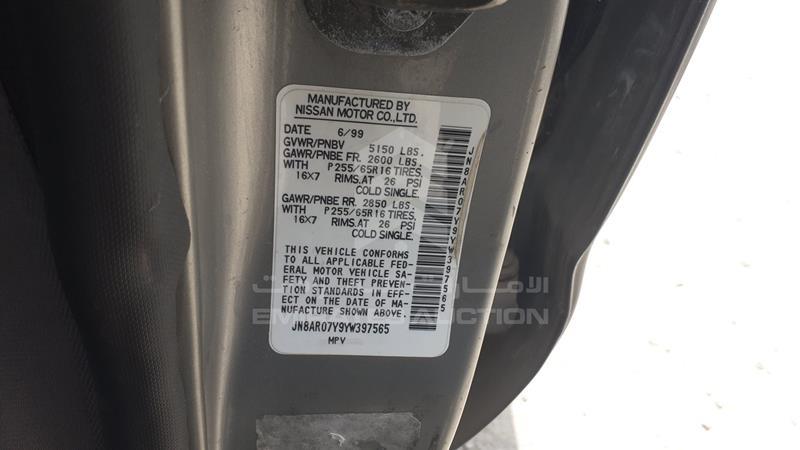 MANUFACTURED BY
NISSAN MOTOR CO., LTD.
DATE 6/99
GVWR/PNBV 5150 LBS.
GAWR/PNBE FR. 2600 LBS.
WITH P255/65R16 TIRES.
16X7 RIMS.AT 26 PSI
COLD SINGLE.
GAWR/PNBE RR. 2850 LBS.
WITH P255/65R16 TIRES.
16X7 RIMS.AT 26 PSI
COLD SINGLE.
THIS VEHICLE CONFORMS
TO ALL APPLICABLE FED-
ERAL MOTOR VEHICLE SA-
FETY AND THEFT PREVEN-
TION STANDARDS IN EFF-
ECT ON THE DATE OF MA-
NUFACTURE SHOWN ABOVE.
JN8AR07Y9YW397565
MPV
JN8AR07Y9YW397565
EMIRATES AUCTION